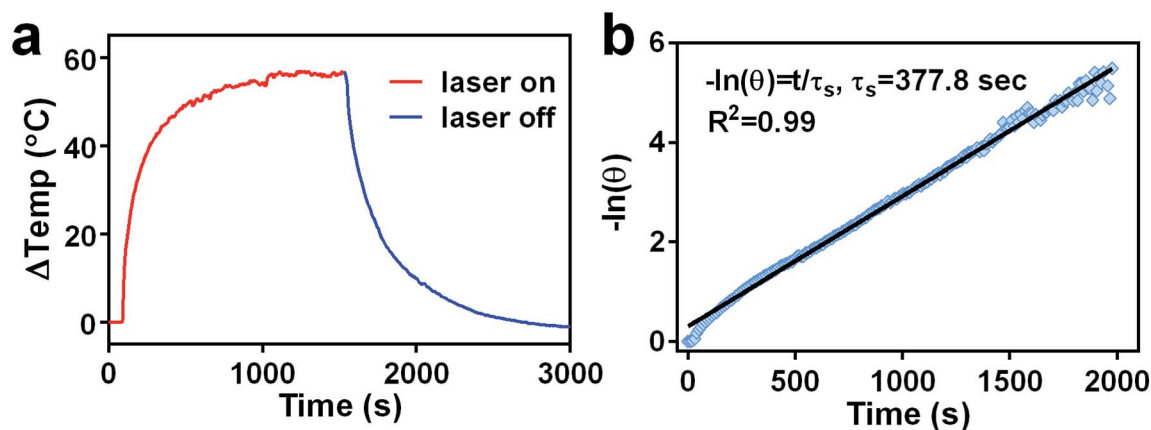 a
60
40
20
0
ΔTemp (°C)
laser on
laser off
0 1000 2000 3000
Time (s)
b
6
4
2
0
-ln(θ)
-ln(θ)=t/τs, τs=377.8 sec
R²=0.99
0 500 1000 1500 2000
Time (s)